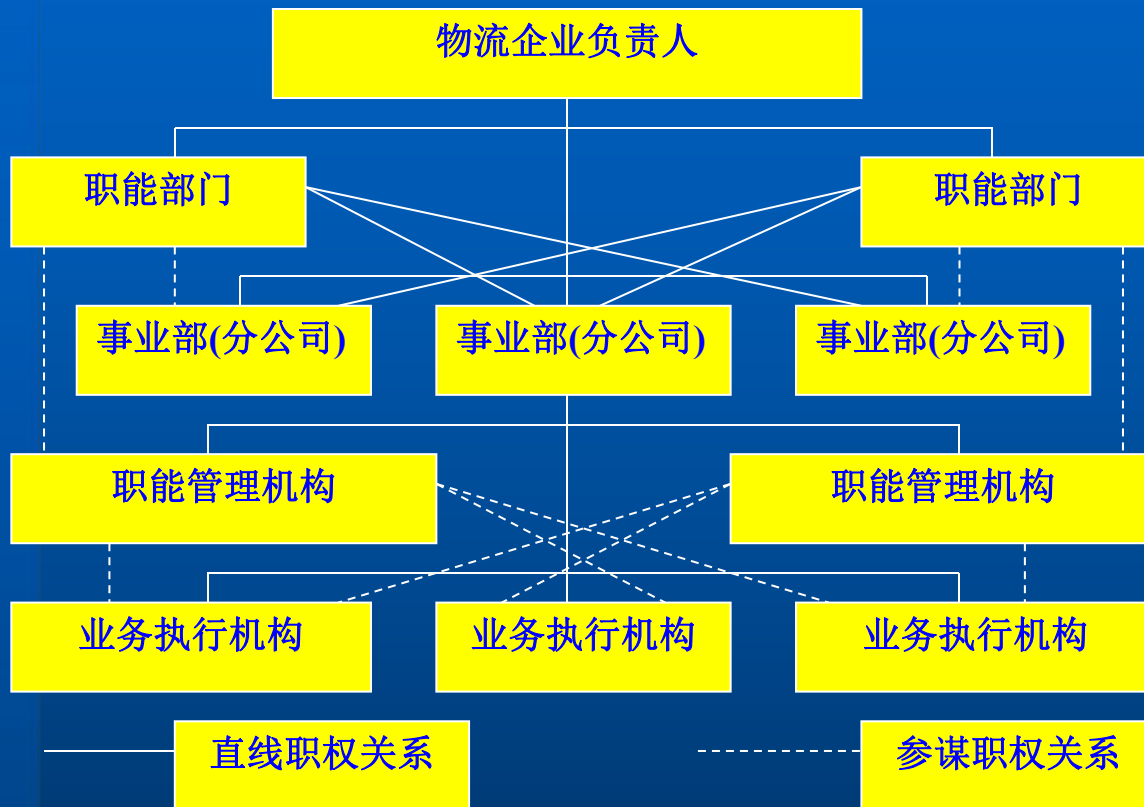 物流企业负责人
职能部门
职能部门
事业部(分公司)
事业部(分公司)
事业部(分公司)
职能管理机构
职能管理机构
业务执行机构
业务执行机构
业务执行机构
直线职权关系
参谋职权关系